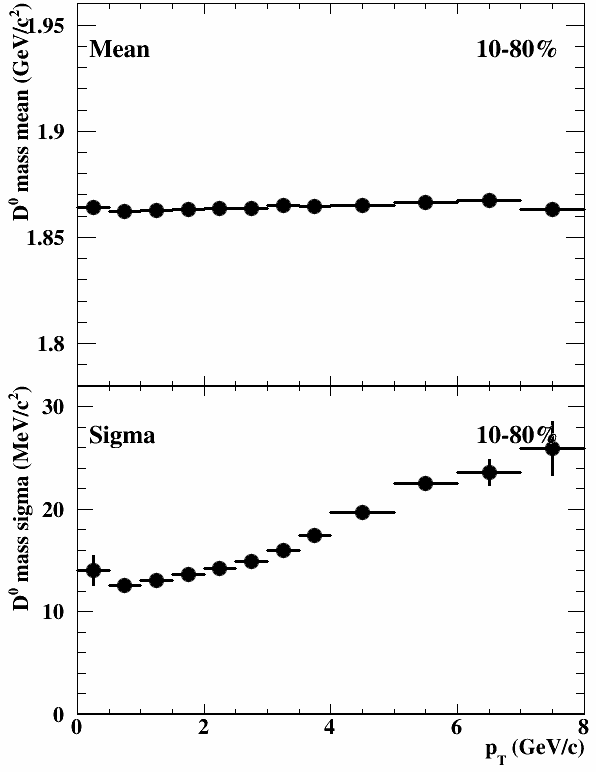 D0 mass mean (GeV/c2)
1.95
Mean
10-80%
1.9
1.85
1.8
D0 mass sigma (MeV/c2)
30
Sigma
10-80%
20
10
0
0 2 4 6 8
pT (GeV/c)